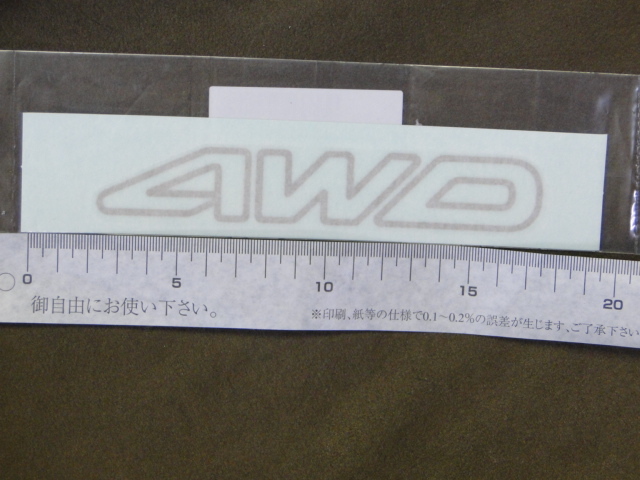 AWD
0 5 10 15 20
御自由にお使い下さい。
※印刷、紙等の仕様で0.1~0.2%の誤差が生じます、ご了承下さい